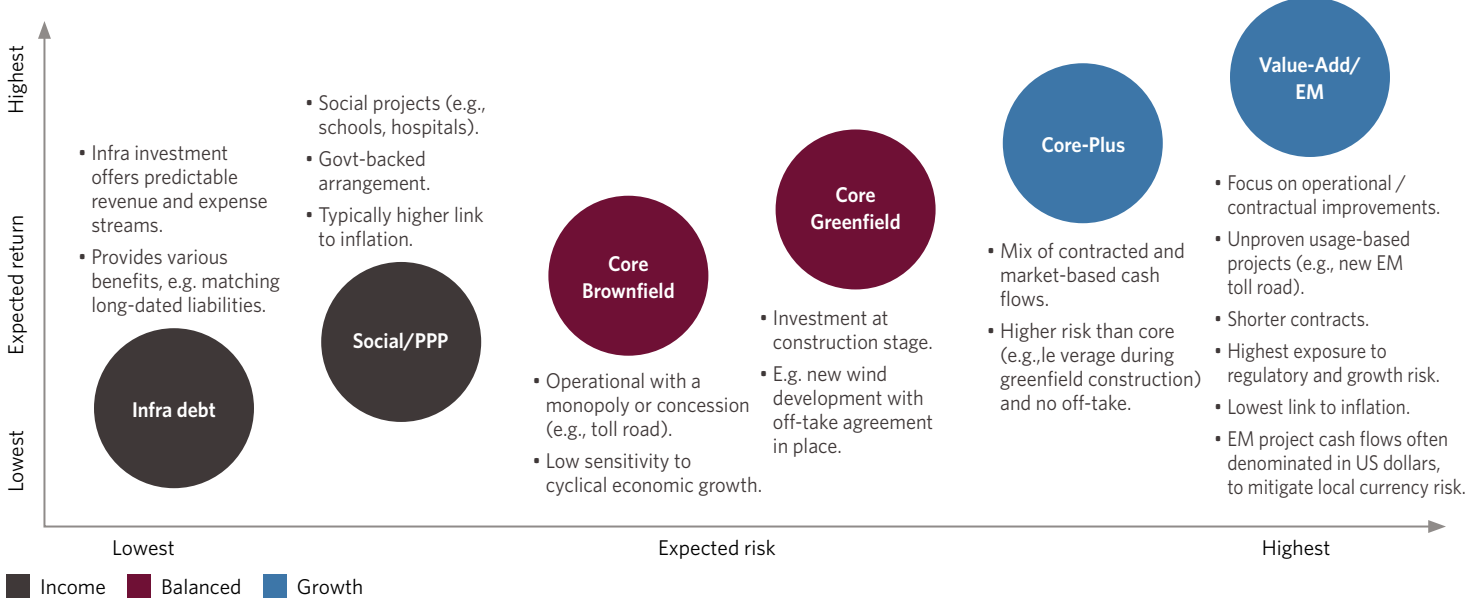 Highest
Expected return
Lowest
• Infra investment
offers predictable
revenue and expense
streams.
• Provides various
benefits, e.g. matching
long-dated liabilities.
Infra debt
• Social projects (e.g.,
schools, hospitals).
• Govt-backed
arrangement.
• Typically higher link
to inflation.
Social/PPP
Core
Brownfield
• Operational with a
monopoly or concession
(e.g., toll road).
• Low sensitivity to
cyclical economic growth.
Core
Greenfield
• Investment at
construction stage.
• E.g. new wind
development with
off-take agreement
in place.
Core-Plus
• Mix of contracted and
market-based cash
flows.
• Higher risk than core
(e.g.,le verage during
greenfield construction)
and no off-take.
Value-Add/
EM
• Focus on operational /
contractual improvements.
• Unproven usage-based
projects (e.g., new EM
toll road).
• Shorter contracts.
• Highest exposure to
regulatory and growth risk.
• Lowest link to inflation.
• EM project cash flows often
denominated in US dollars,
to mitigate local currency risk.
Lowest
Expected risk
Highest
Income
Balanced
Growth